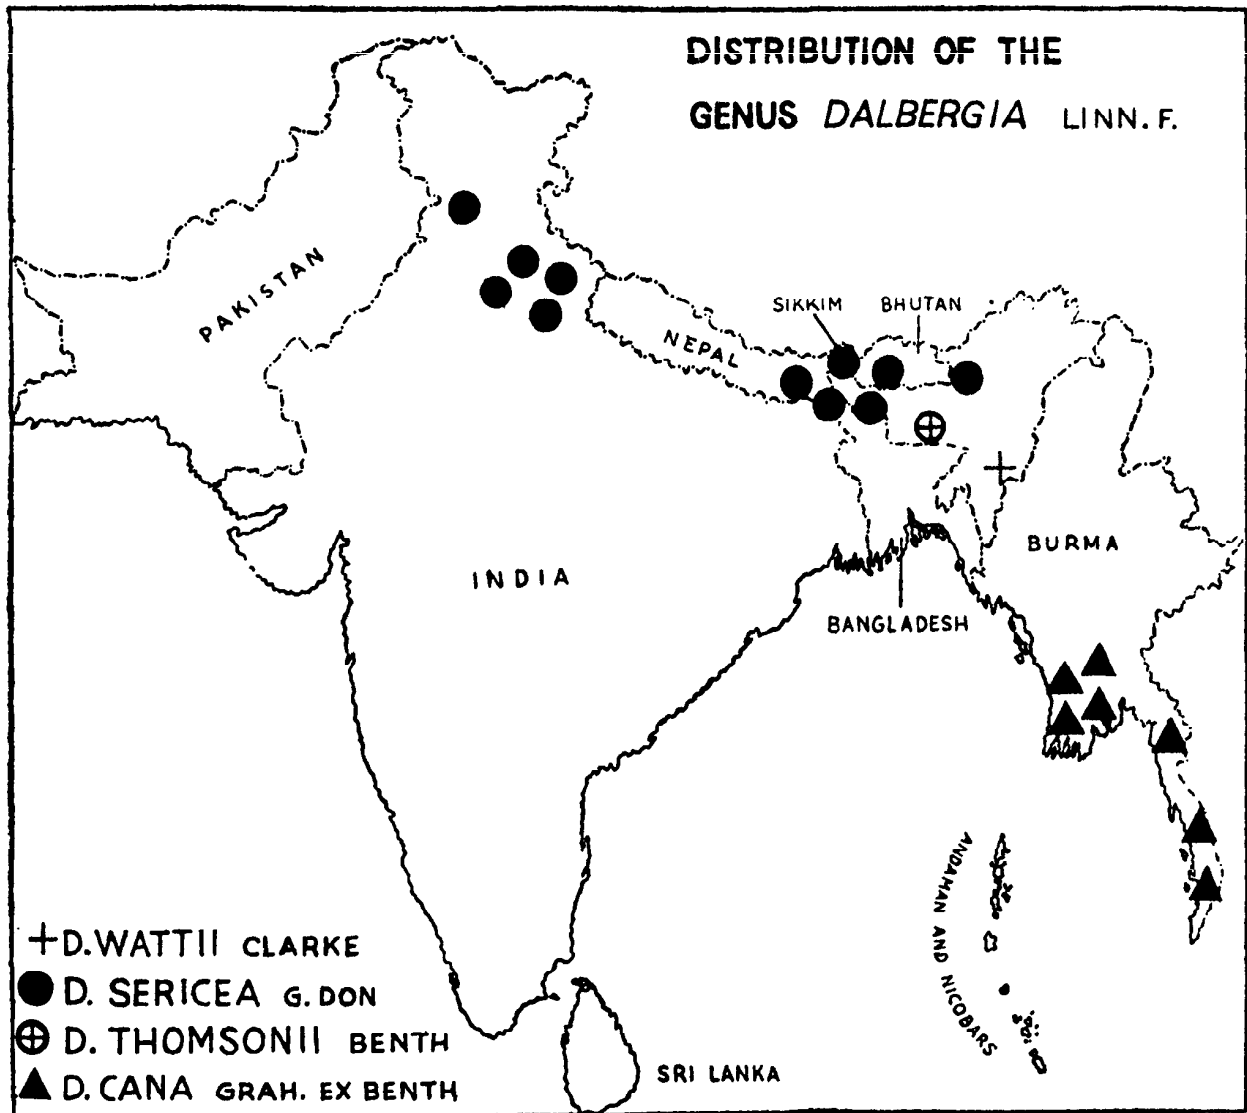 DISTRIBUTION OF THE
GENUS DALBERGIA LINN. F.
PAKISTAN
NEPAL
SIKKIM
BHUTAN
INDIA
BURMA
BANGLADESH
ANDAMAN AND NICOBARS
SRI LANKA
+ D. WATTII CLARKE
D. SERICEA G. DON
D. THOMSONII BENTH
D. CANA GRAH. EX BENTH